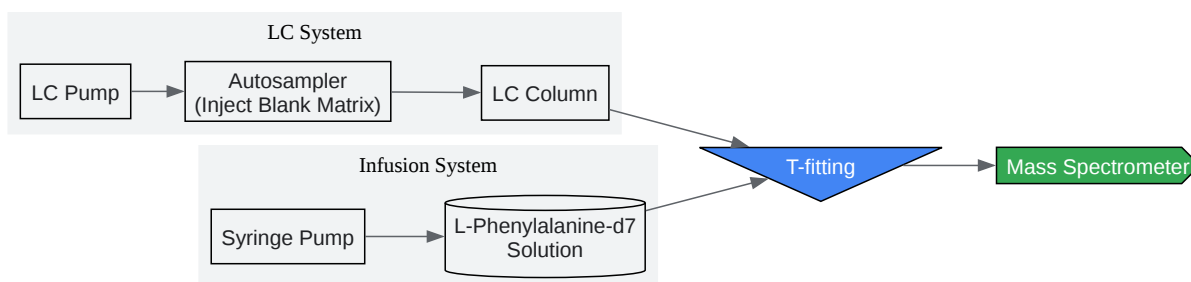 LC System
LC Pump
Autosampler
(Inject Blank Matrix)
LC Column
Infusion System
Syringe Pump
L-Phenylalanine-d7
Solution
T-fitting
Mass Spectrometer